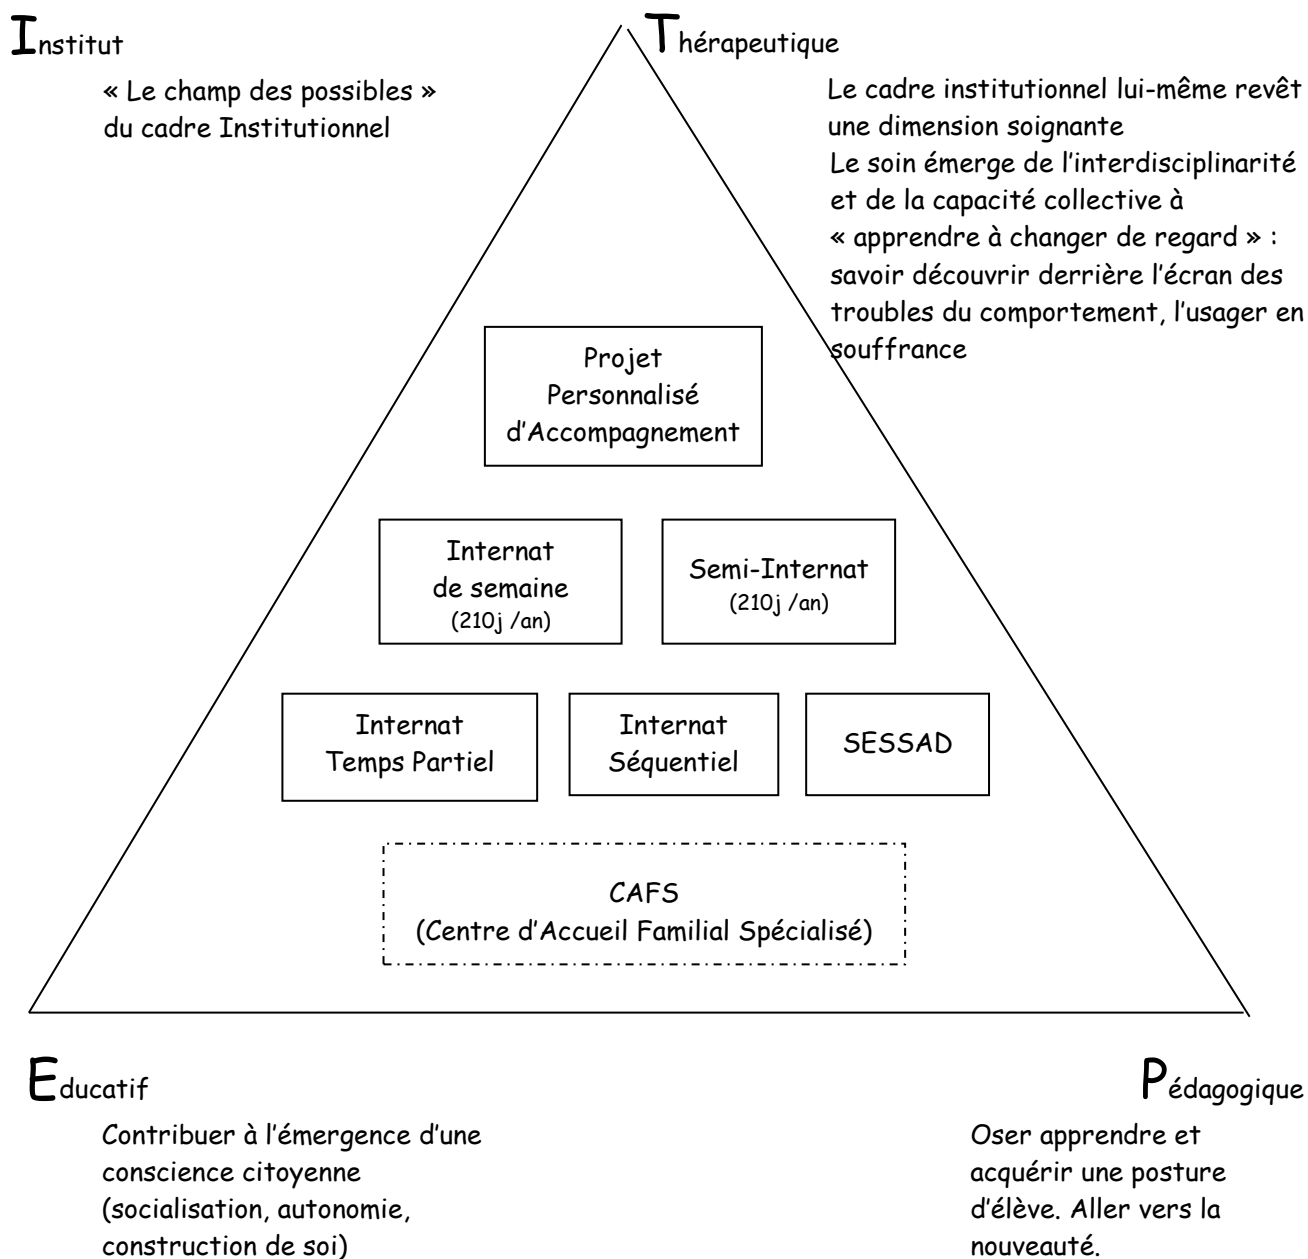 Institut
« Le champ des possibles »
du cadre Institutionnel
Thérapeutique
Le cadre institutionnel lui-même revêt
une dimension soignante
Le soin émerge de l'interdisciplinarité
et de la capacité collective à
« apprendre à changer de regard » :
savoir découvrir derrière l'écran des
troubles du comportement, l'usager en
souffrance
Projet
Personnalisé
d'Accompagnement
Internat
de semaine
(210j /an)
Semi-Internat
(210j /an)
Internat
Temps Partiel
Internat
Séquentiel
SESSAD
CAFS
(Centre d'Accueil Familial Spécialisé)
Educatif
Contribuer à l'émergence d'une
conscience citoyenne
(socialisation, autonomie,
construction de soi)
Pédagogique
Oser apprendre et
acquérir une posture
d'élève. Aller vers la
nouveauté.